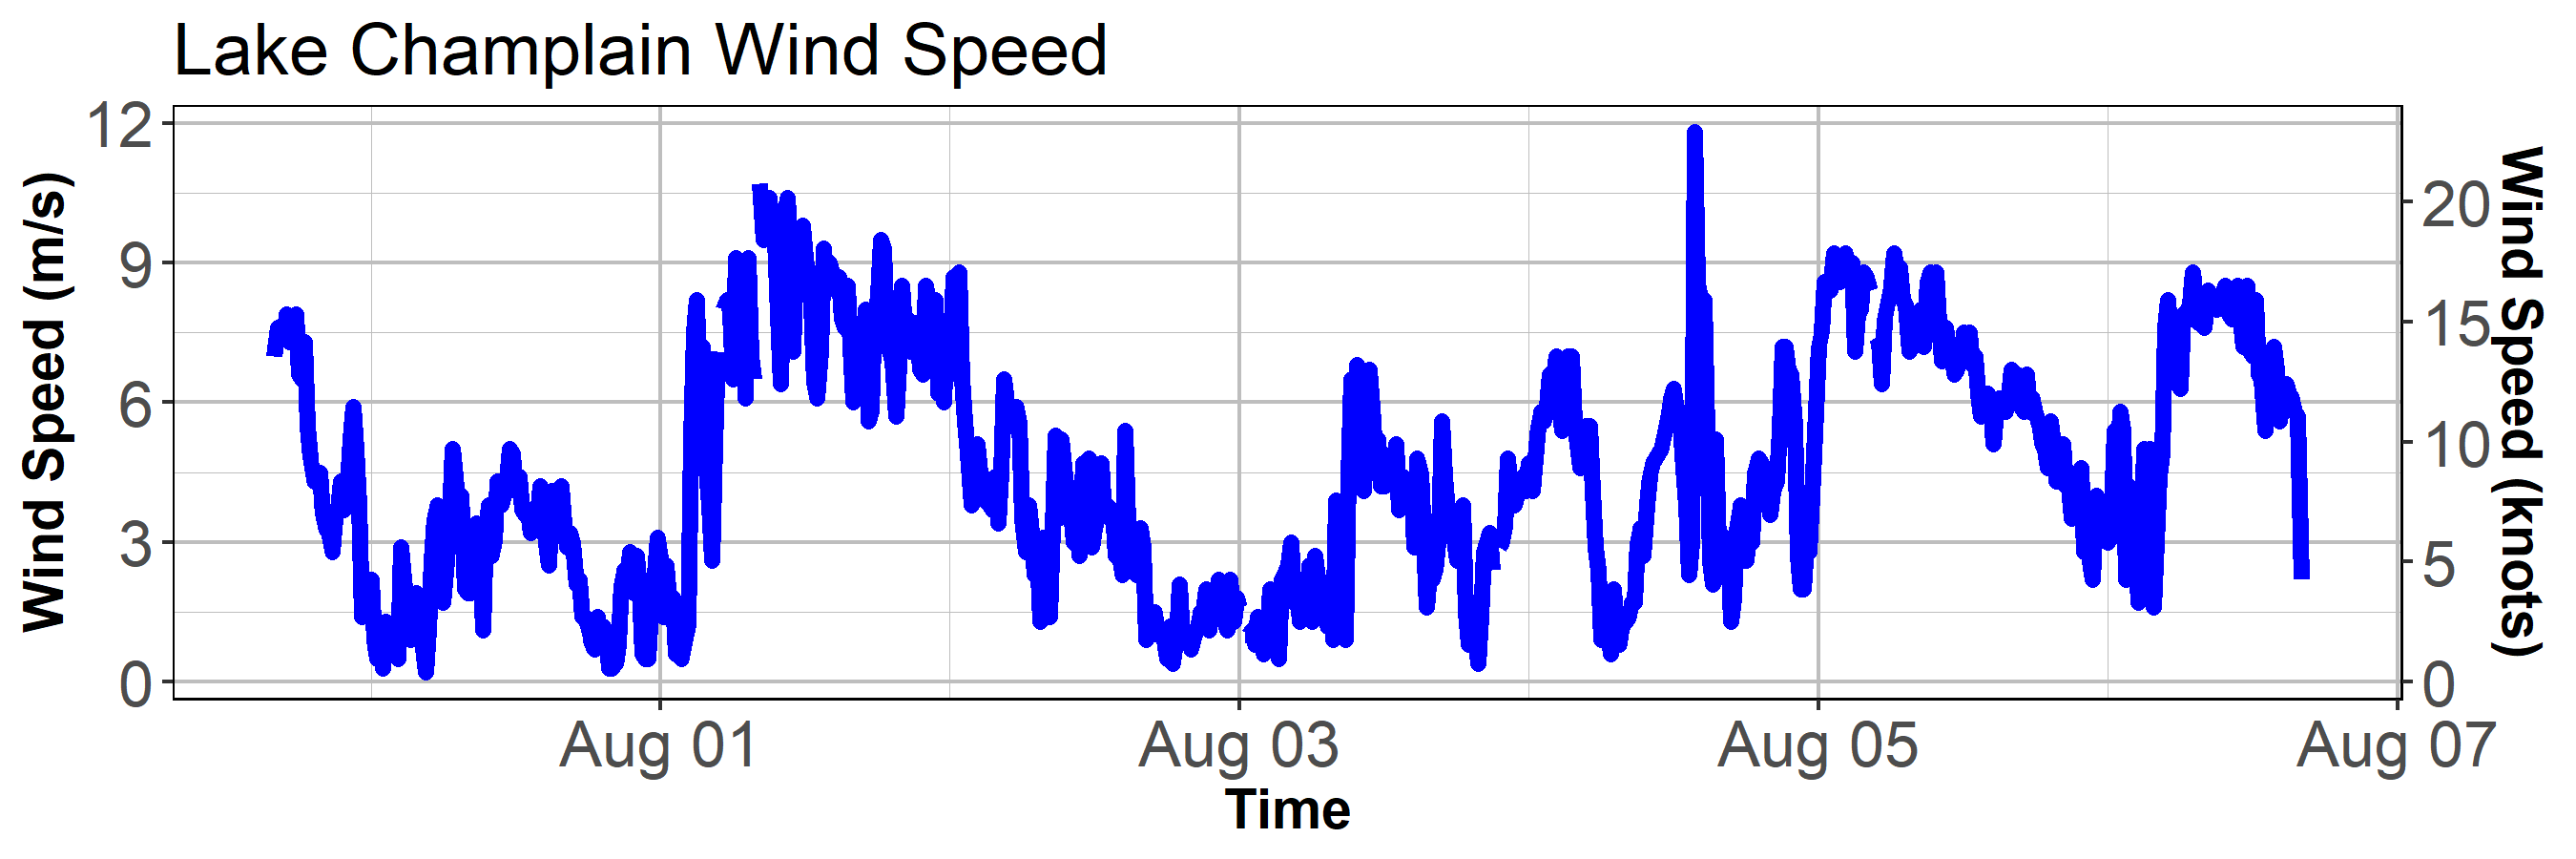 Lake Champlain Wind Speed
Wind Speed (m/s)
12
9
6
3
0
20
15
10
5
0
Wind Speed (knots)
Aug 01 Aug 03 Aug 05 Aug 07
Time